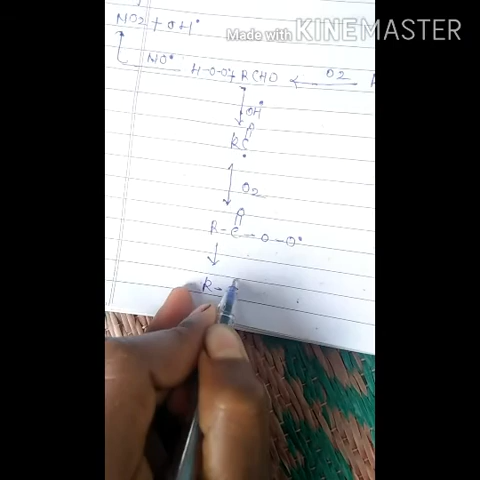 Made with KINEMASTER
NO2 + OH•
NO• H-O-O• + RCHO ← O2
OH•
O
RC
•
O2
O
R-C-O-O•
R-